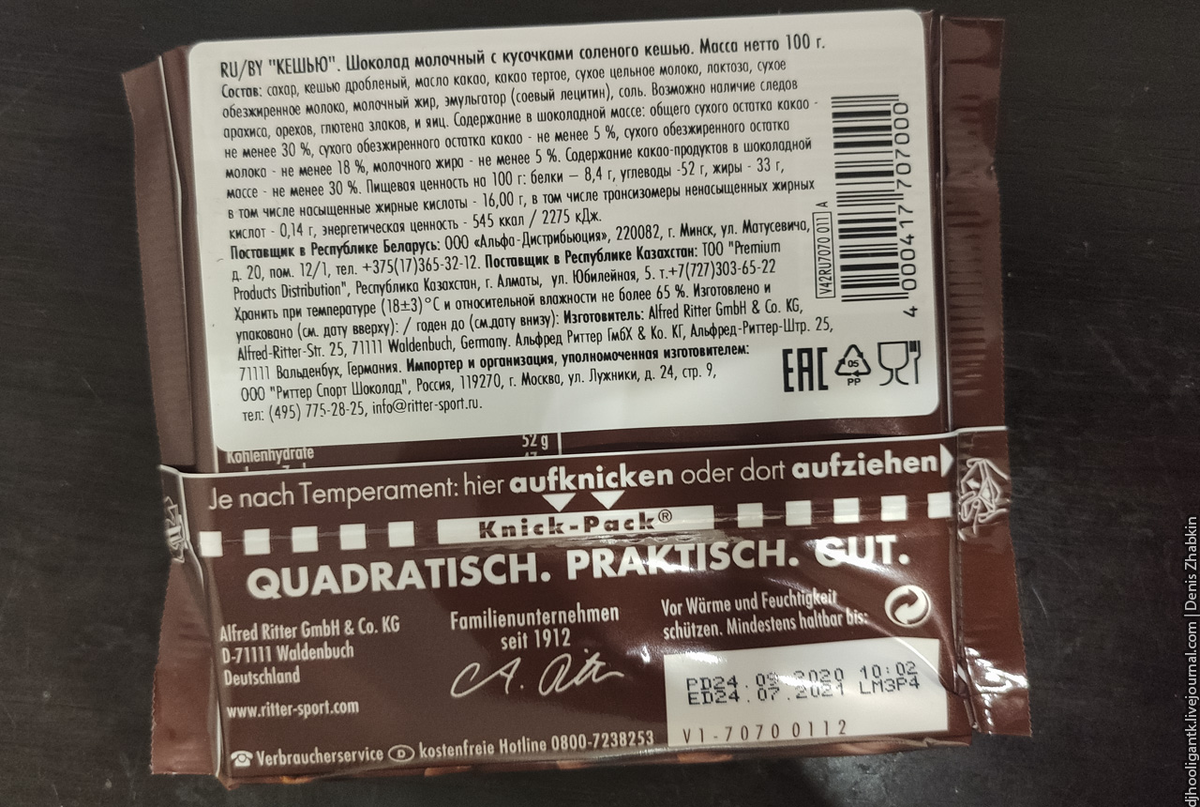 RU/BY "КЕШЬЮ". Шоколад молочный с кусочками соленого кешью. Масса нетто 100 г.
Состав: сахар, кешью дробленый, масло какао, какао тертое, сухое цельное молоко, лактоза, сухое
обезжиренное молоко, молочный жир, эмульгатор (соевый лецитин), соль. Возможно наличие следов
арахиса, орехов, глютена злаков, и яиц. Содержание в шоколадной массе: общего сухого остатка какао -
не менее 30 %, сухого обезжиренного остатка какао - не менее 5 %, сухого обезжиренного остатка
молока - не менее 18 %, молочного жира - не менее 5 %. Содержание какао-продуктов в шоколадной
массе - не менее 30 %. Пищевая ценность на 100 г: белки – 8,4 г, углеводы -52 г, жиры - 33 г,
в том числе насыщенные жирные кислоты - 16,00 г, в том числе трансизомеры ненасыщенных жирных
кислот - 0,14 г, энергетическая ценность - 545 ккал / 2275 кДж.
Поставщик в Республике Беларусь: ООО «Альфа-Дистрибьюция», 220082, г. Минск, ул. Матусевича,
д. 20, пом. 12/1, тел. +375(17)365-32-12. Поставщик в Республике Казахстан: ТОО "Premium
Products Distribution", Республика Казахстан, г. Алматы, ул. Юбилейная, 5. т.+7(727)303-65-22
Хранить при температуре (18±3)°С и относительной влажности не более 65 %. Изготовлено и
упаковано (см. дату вверху): / годен до (см.дату внизу): Изготовитель: Alfred Ritter GmbH & Co. KG,
Alfred-Ritter-Str. 25, 71111 Waldenbuch, Germany. Альфред Риттер ГмбХ & Ко. КГ, Альфред-Риттер-Штр. 25,
71111 Вальденбух, Германия. Импортер и организация, уполномоченная изготовителем:
ООО "Риттер Спорт Шоколад", Россия, 119270, г. Москва, ул. Лужники, д. 24, стр. 9,
тел: (495) 775-28-25, info@ritter-sport.ru.
V42RU7070 011 A
4 000417 707000
EAC
05
PP
Kohlenhydrate 52 g
Je nach Temperament: hier aufknicken oder dort aufziehen
Knick-Pack®
QUADRATISCH. PRAKTISCH. GUT.
Alfred Ritter GmbH & Co. KG
D-71111 Waldenbuch
Deutschland
www.ritter-sport.com
Familienunternehmen
seit 1912
A. Ritter
Vor Wärme und Feuchtigkeit
schützen. Mindestens haltbar bis:
PD24.09.2020 10:02
ED24.07.2021 LM3P4
V1-7070 0112
Verbraucherservice D kostenfreie Hotline 0800-7238253
jhooligantk.livejournal.com | Denis Zhabkin